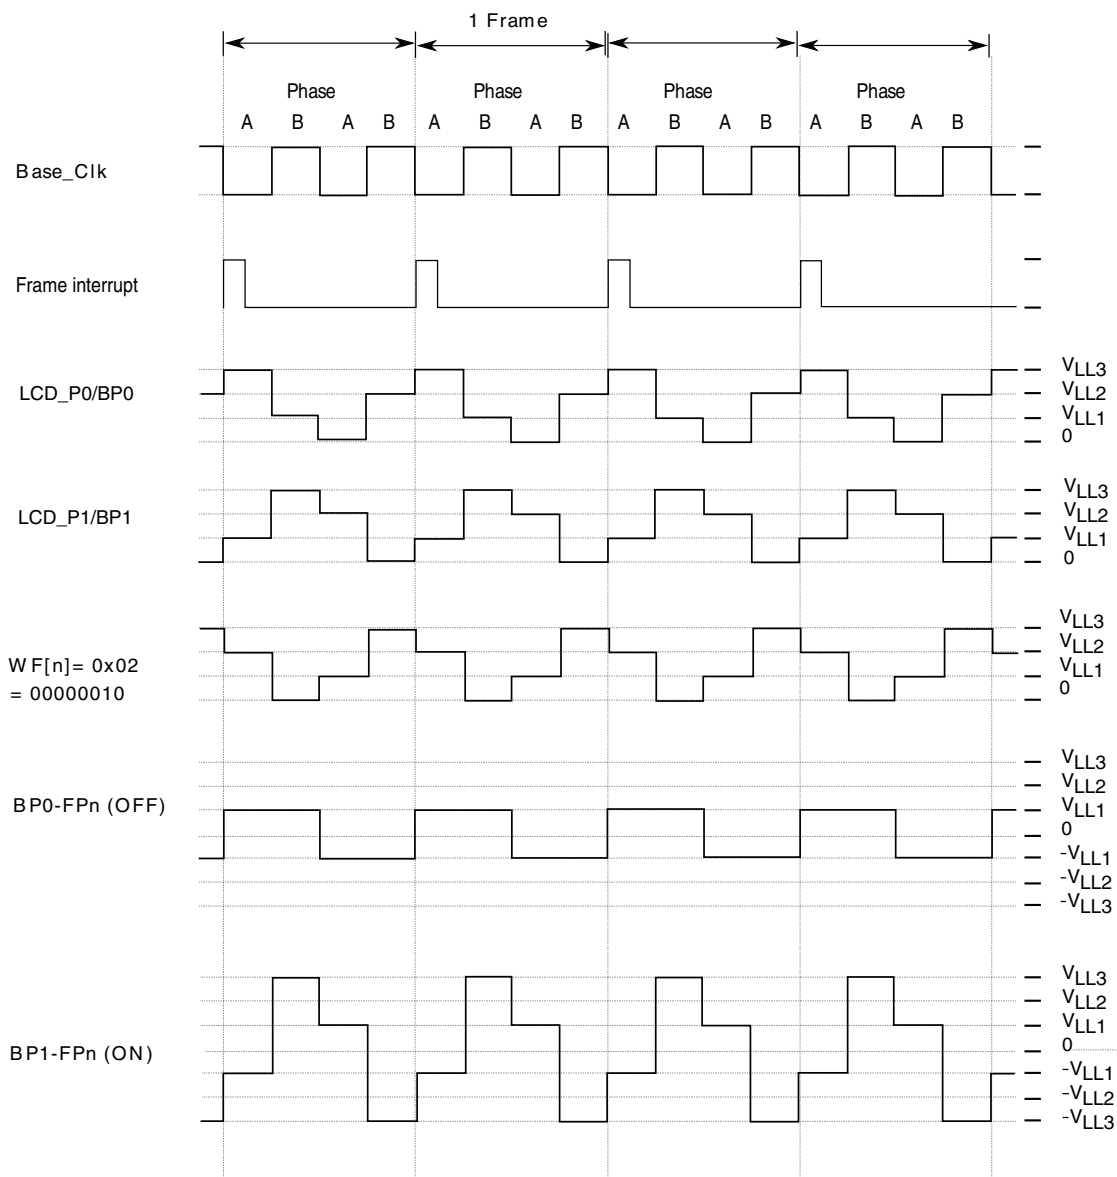 1 Frame
Phase Phase Phase Phase
A B A B A B A B A B A B A B A B
Base_Clk
Frame interrupt
LCD_P0/BP0
VLL3
VLL2
VLL1
0
LCD_P1/BP1
VLL3
VLL2
VLL1
0
WF[n]= 0x02
= 00000010
VLL3
VLL2
VLL1
0
BP0-FPn (OFF)
VLL3
VLL2
VLL1
0
-VLL1
-VLL2
-VLL3
BP1-FPn (ON)
VLL3
VLL2
VLL1
0
-VLL1
-VLL2
-VLL3